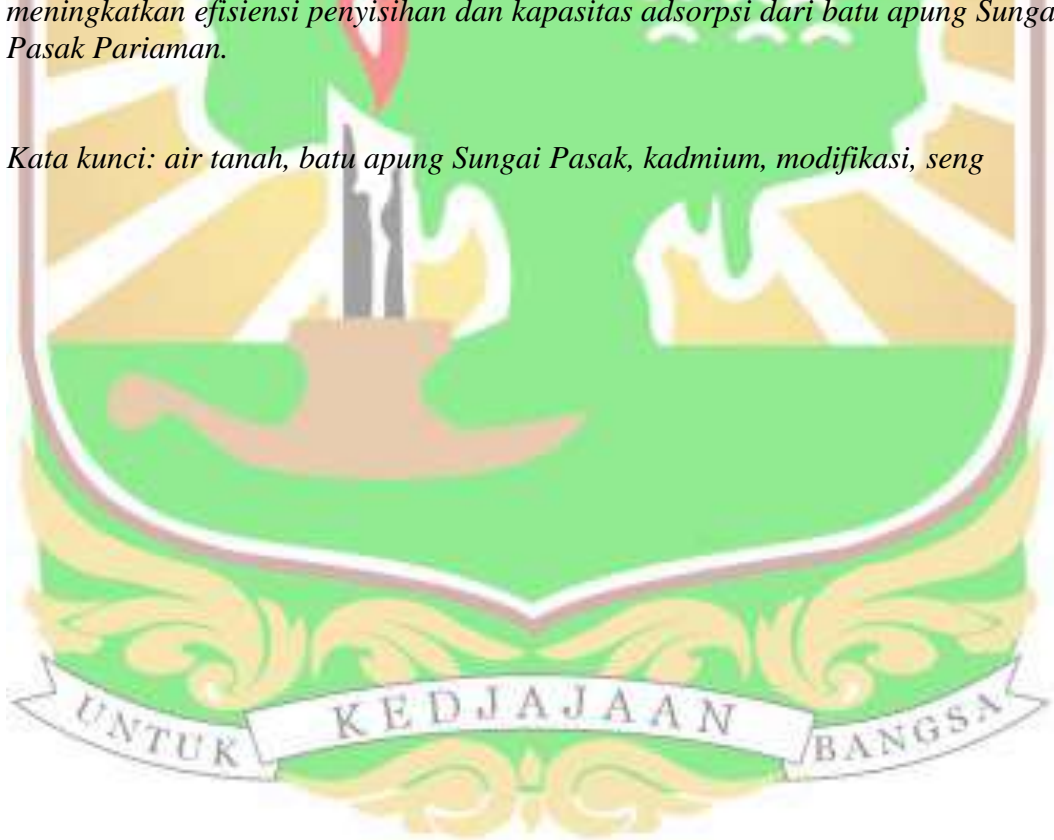 meningkatkan efisiensi penyisihan dan kapasitas adsorpsi dari batu apung Sunga
Pasak Pariaman.
Kata kunci: air tanah, batu apung Sungai Pasak, kadmium, modifikasi, seng
UNTUK KEDJAJAAN BANGSA